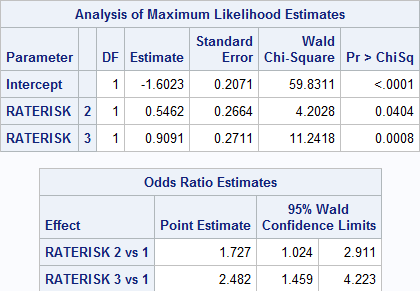 Analysis of Maximum Likelihood Estimates
Parameter DF Estimate Standard Error Wald Chi-Square Pr > ChiSq
Intercept 1 -1.6023 0.2071 59.8311 <.0001
RATERISK 2 1 0.5462 0.2664 4.2028 0.0404
RATERISK 3 1 0.9091 0.2711 11.2418 0.0008
Odds Ratio Estimates
Effect Point Estimate 95% Wald Confidence Limits
RATERISK 2 vs 1 1.727 1.024 2.911
RATERISK 3 vs 1 2.482 1.459 4.223